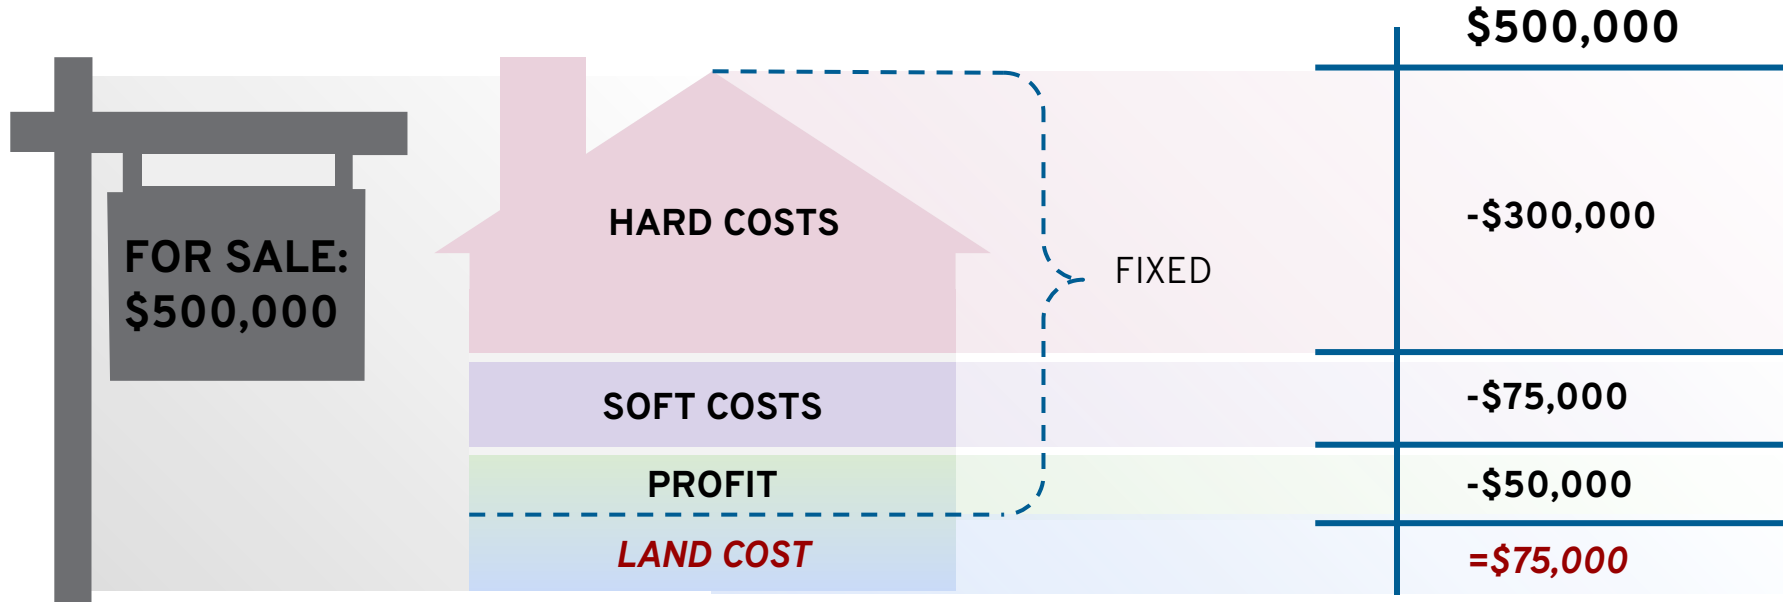 $500,000
HARD COSTS
-$300,000
FOR SALE:
$500,000
FIXED
SOFT COSTS
-$75,000
PROFIT
-$50,000
LAND COST
=$75,000